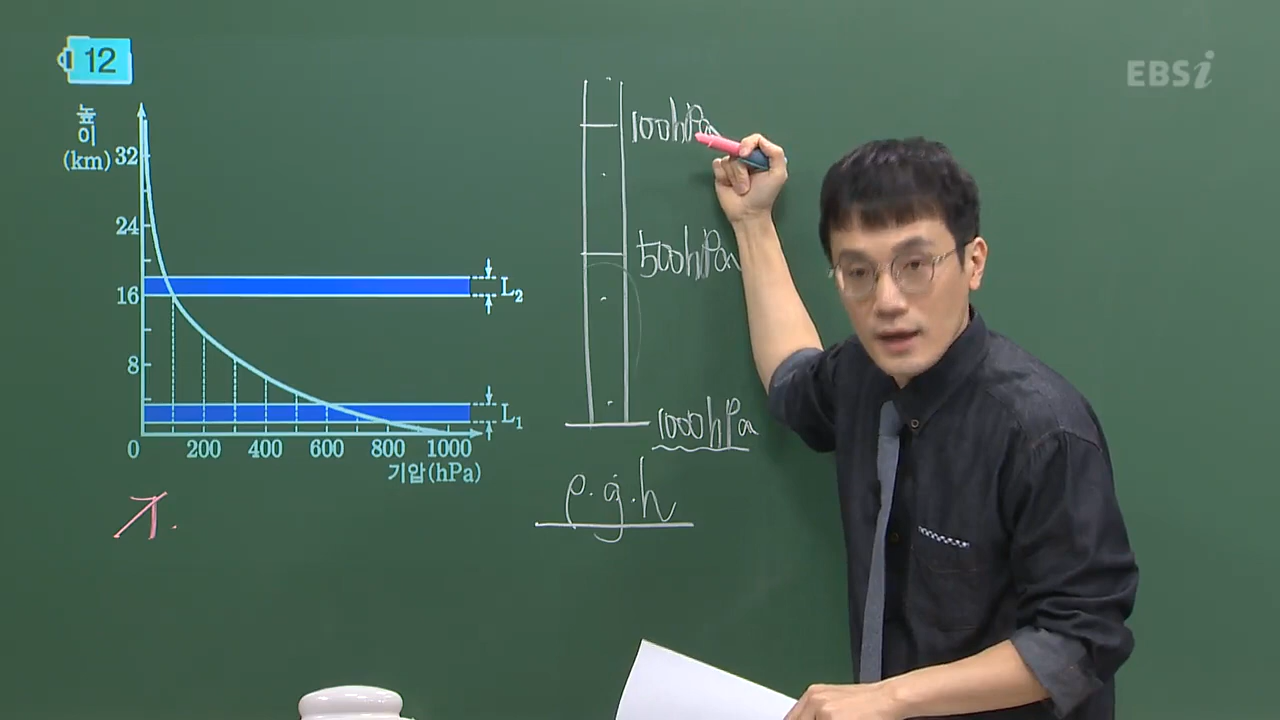 12
EBSi
높이
(km)
32
24
16
8
0
200
400
600
800
1000
기압(hPa)
L₂
L₁
100hPa
500hPa
1000hPa
ρ·g·h
ㄱ.